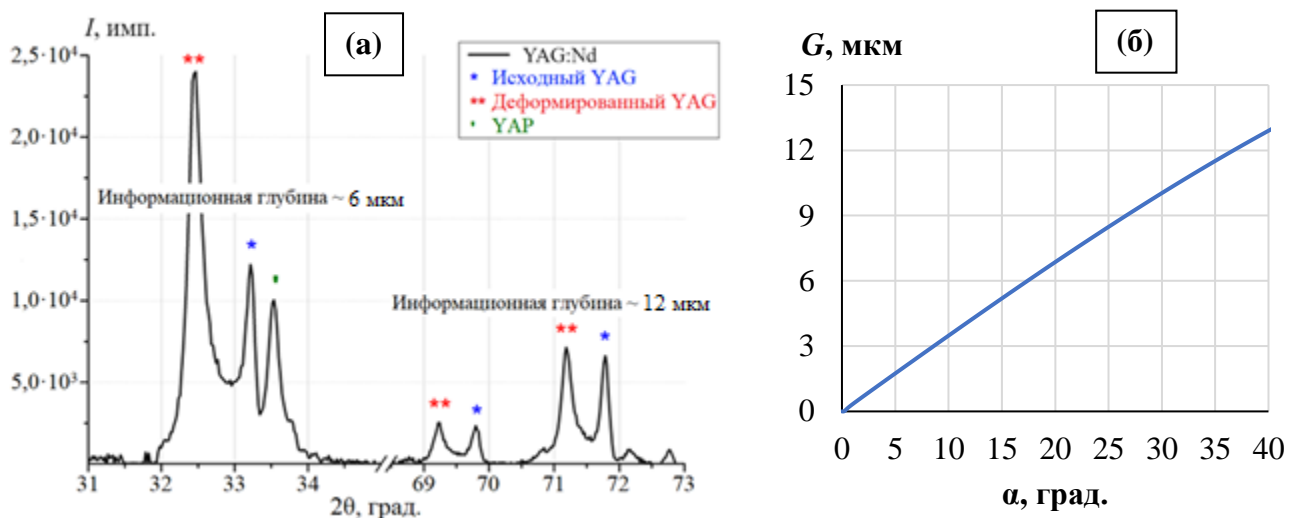 I, имп.
(а)
2,5·10⁴
2,0·10⁴
1,5·10⁴
1,0·10⁴
5,0·10³
**
YAG:Nd
* Исходный YAG
** Деформированный YAG
' YAP
Информационная глубина ~ 6 мкм
*
'
Информационная глубина ~ 12 мкм
**
*
**
*
31 32 33 34 69 70 71 72 73
2θ, град.
G, мкм
(б)
15
12
9
6
3
0
0 5 10 15 20 25 30 35 40
α, град.